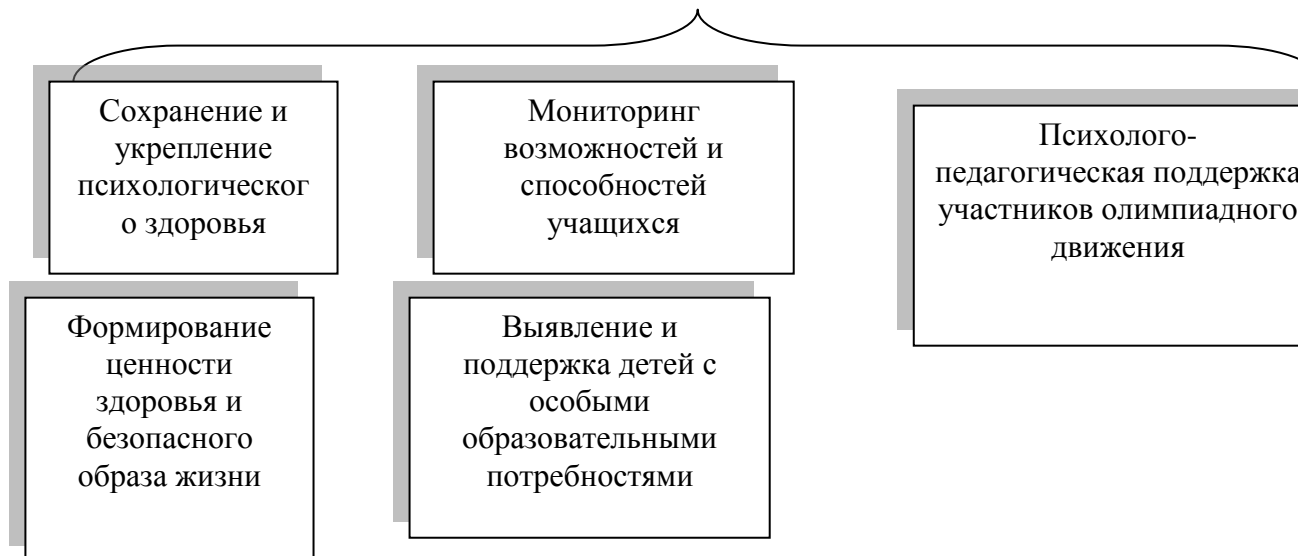 Сохранение и
укрепление
психологическог
о здоровья
Мониторинг
возможностей и
способностей
учащихся
Психолого-
педагогическая поддержка
участников олимпиадного
движения
Формирование
ценности
здоровья и
безопасного
образа жизни
Выявление и
поддержка детей с
особыми
образовательными
потребностями